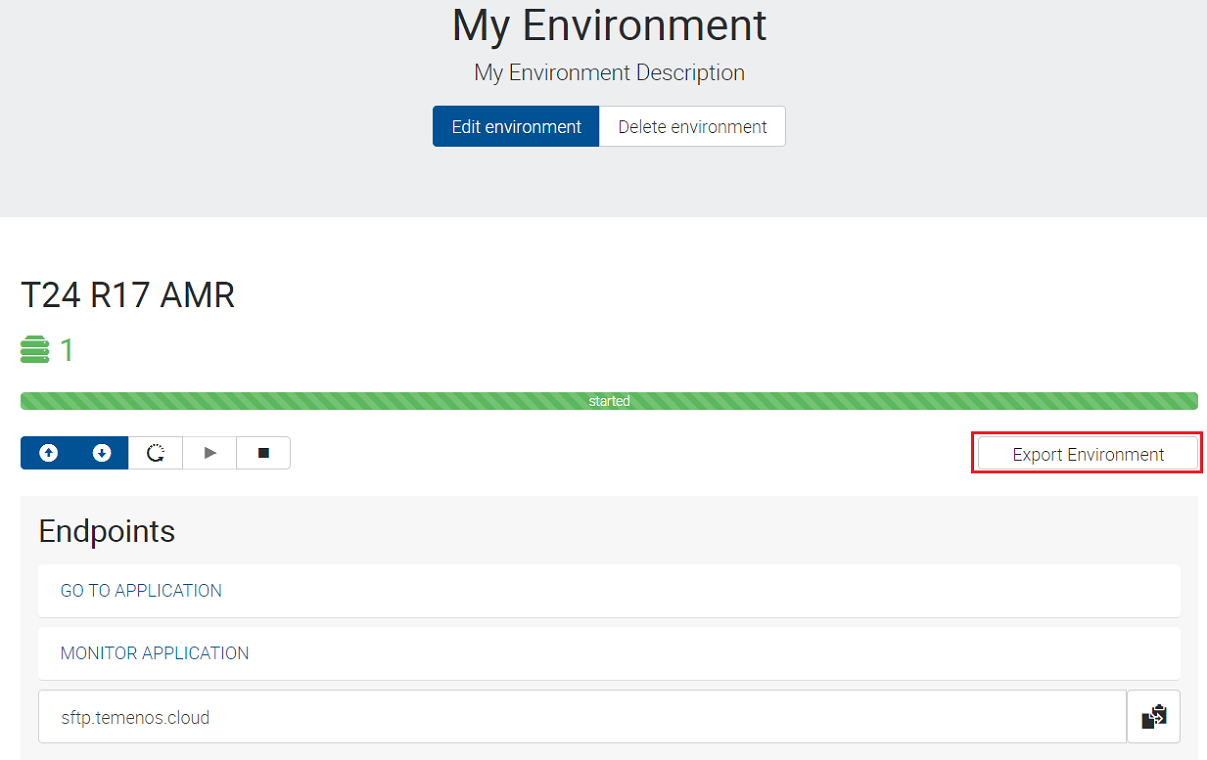 My Environment
My Environment Description
Edit environment Delete environment
T24 R17 AMR
1
started
Export Environment
Endpoints
GO TO APPLICATION
MONITOR APPLICATION
sftp.temenos.cloud